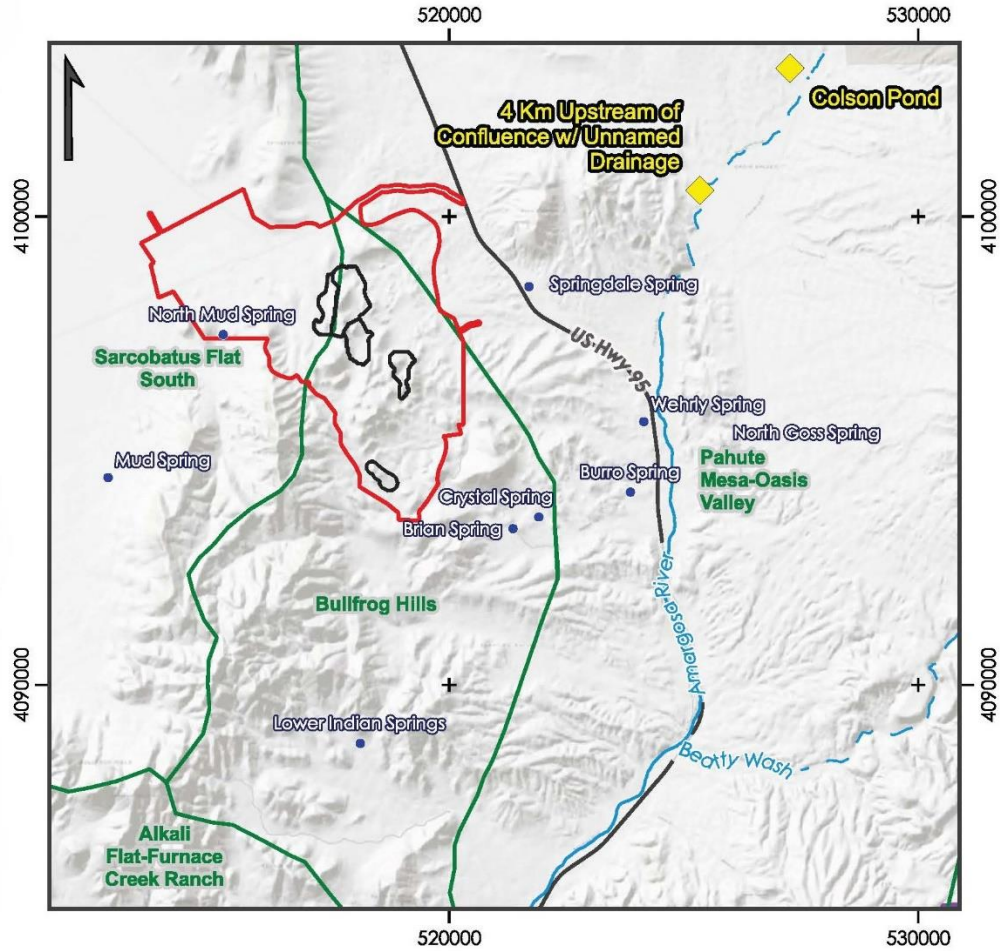 520000
530000
Colson Pond
4 Km Upstream of
Confluence w/ Unnamed
Drainage
4100000
4100000
Springdale Spring
North Mud Spring
Sarcobatus Flat
South
US-Hwy-95
Wehrly Spring
North Goss Spring
Mud Spring
Burro Spring
Pahute
Mesa-Oasis
Valley
Crystal Spring
Brian Spring
Amargosa River
Bullfrog Hills
4090000
4090000
Lower Indian Springs
Beatty Wash
Alkali
Flat-Furnace
Creek Ranch
520000
530000